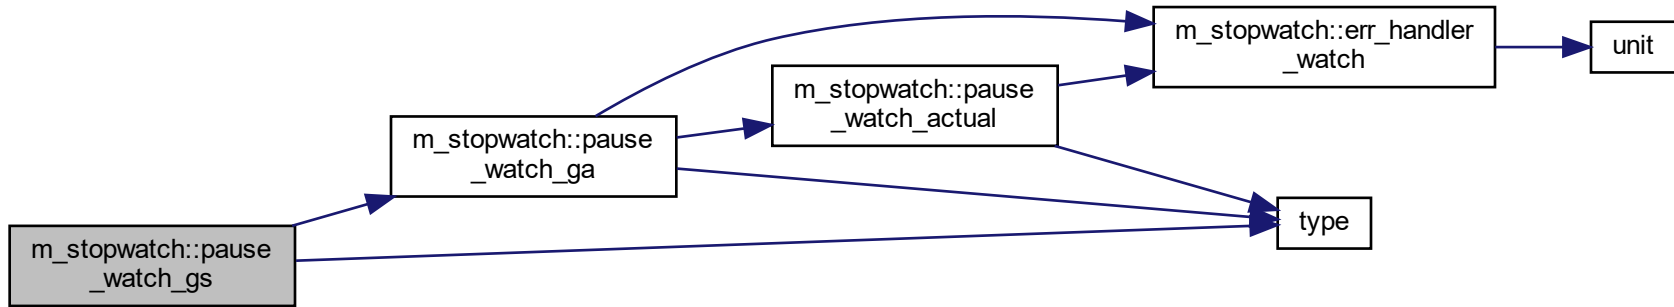 m_stopwatch::pause
_watch_gs
m_stopwatch::pause
_watch_ga
m_stopwatch::pause
_watch_actual
m_stopwatch::err_handler
_watch
unit
type